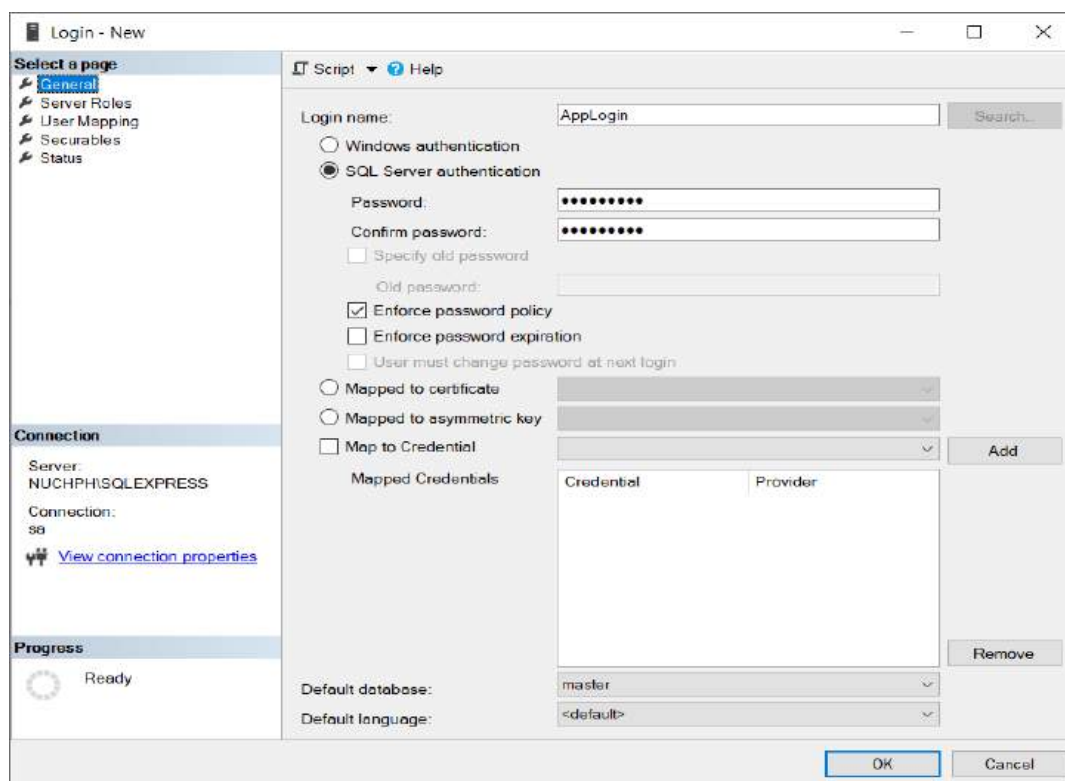 Login - New
Select a page
General
Server Roles
User Mapping
Securables
Status
Script Help
Login name: AppLogin Search...
Windows authentication
SQL Server authentication
Password: •••••••••
Confirm password: •••••••••
Specify old password
Old password:
Enforce password policy
Enforce password expiration
User must change password at next login
Mapped to certificate
Mapped to asymmetric key
Map to Credential Add
Mapped Credentials Credential Provider
Remove
Default database: master
Default language: <default>
Connection
Server:
NUCHPH\SQLEXPRESS
Connection:
sa
View connection properties
Progress
Ready
OK Cancel